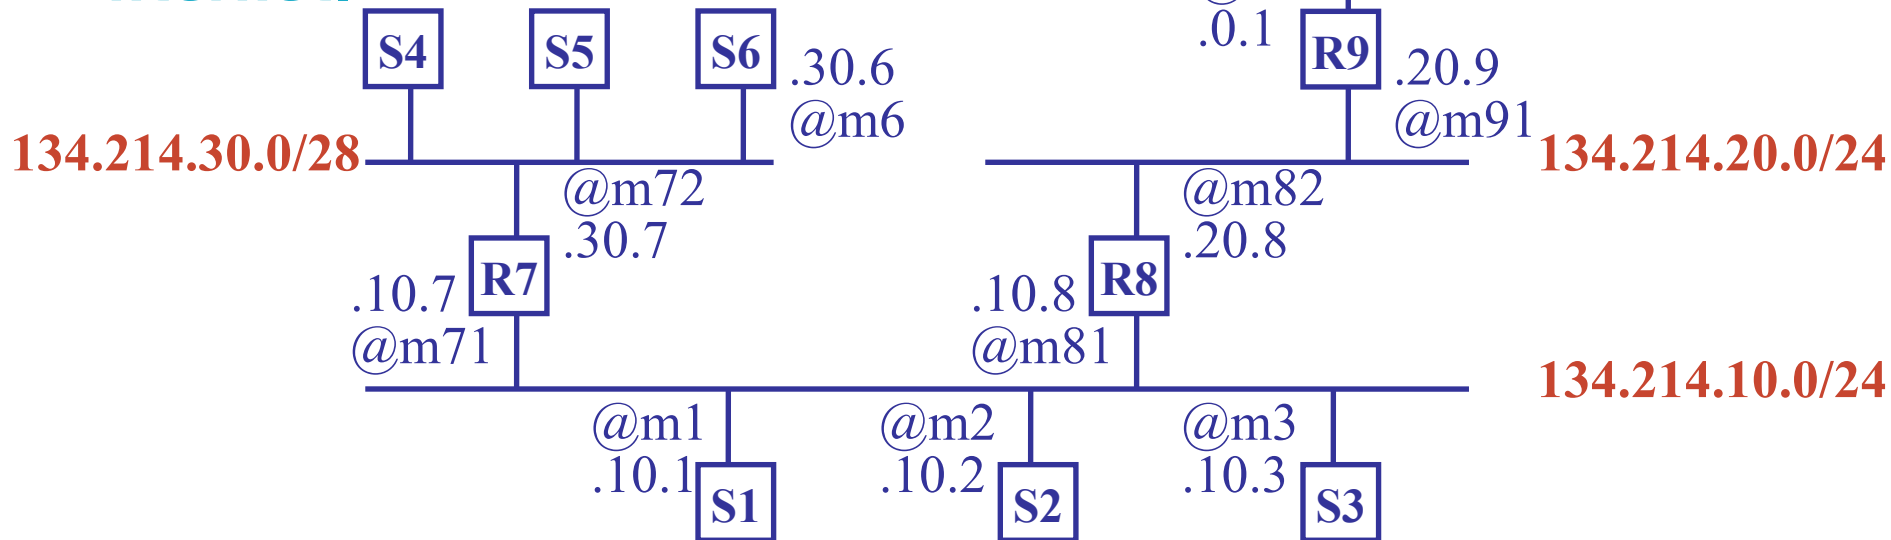 S4
S5
S6
.30.6
@m6
.0.1
R9
.20.9
@m91
134.214.30.0/28
134.214.20.0/24
@m72
.30.7
@m82
.20.8
R7
.10.7
@m71
R8
.10.8
@m81
134.214.10.0/24
@m1
.10.1
S1
@m2
.10.2
S2
@m3
.10.3
S3